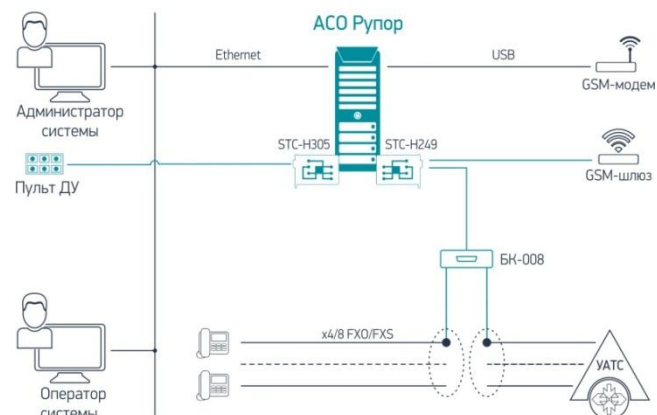 АСО Рупор
Ethernet
USB
Администратор
системы
GSM-модем
STC-H305
STC-H249
Пульт ДУ
GSM-шлюз
БК-008
x4/8 FXO/FXS
УАТС
Оператор
системы